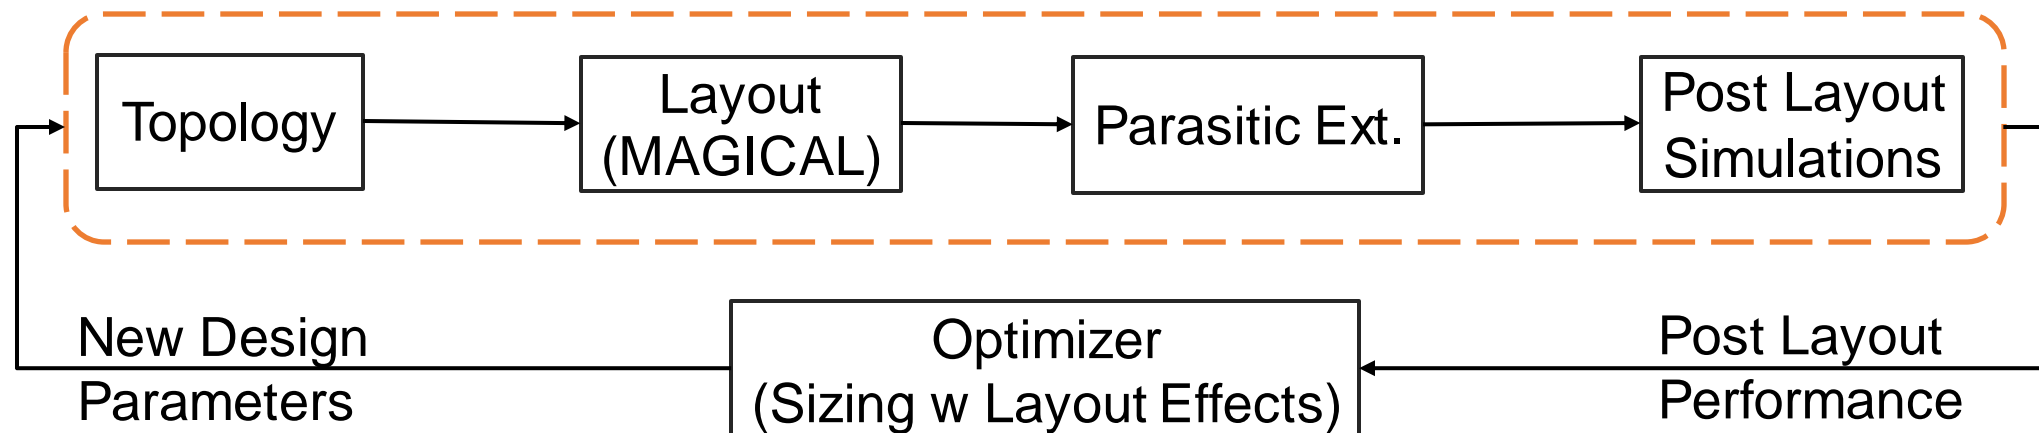 Topology
Layout
(MAGICAL)
Parasitic Ext.
Post Layout
Simulations
New Design
Parameters
Optimizer
(Sizing w Layout Effects)
Post Layout
Performance